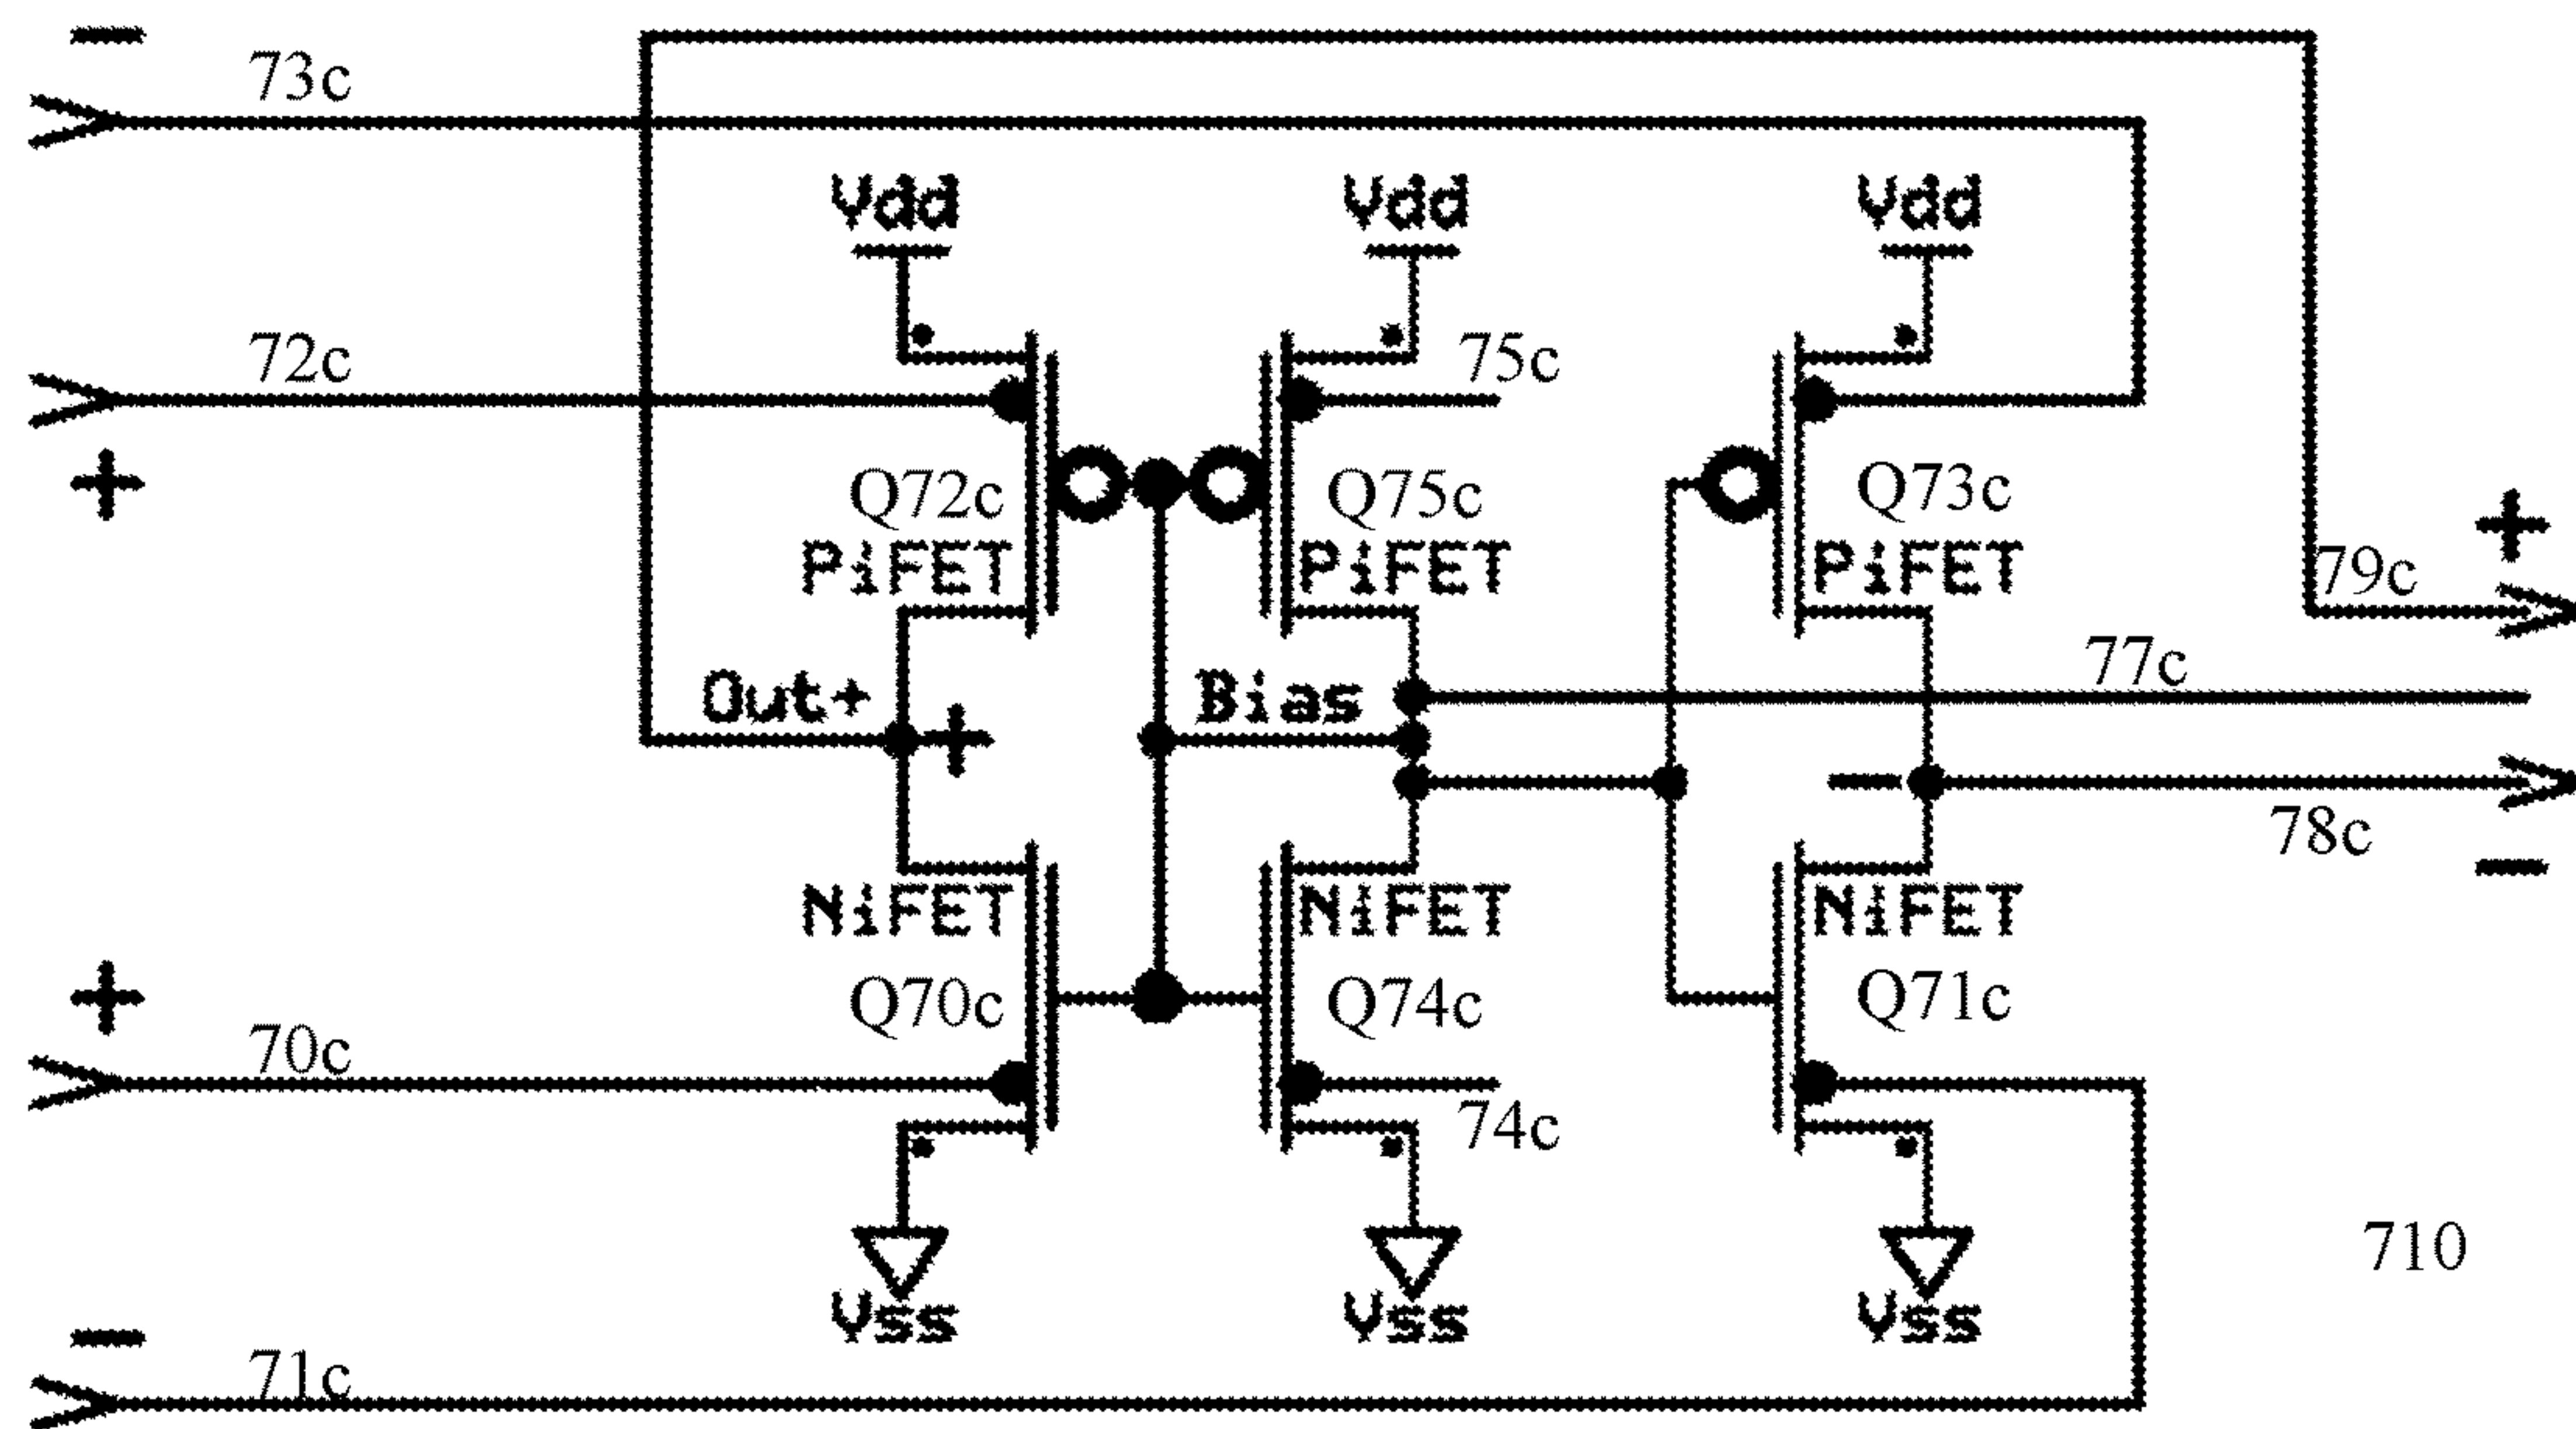 −
73c
Vdd Vdd Vdd
72c 75c
+
Q72c Q75c Q73c
+
PiFET PiFET PiFET
79c
77c
Out+ Bias
+ −
78c
−
NiFET NiFET NiFET
+
Q70c Q74c Q71c
70c
74c
710
Vss Vss Vss
−
71c